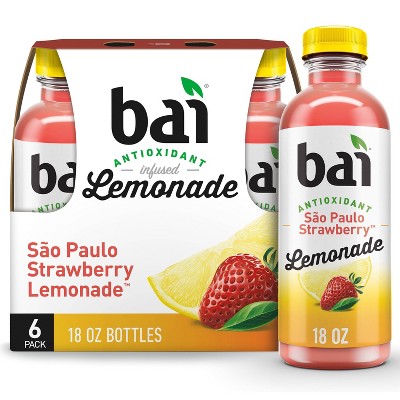 bai
ANTIOXIDANT
infused
Lemonade
São Paulo
Strawberry
Lemonade™
6
PACK
18 OZ BOTTLES
bai
ANTIOXIDANT
São Paulo
Strawberry™
Lemonade
18 OZ